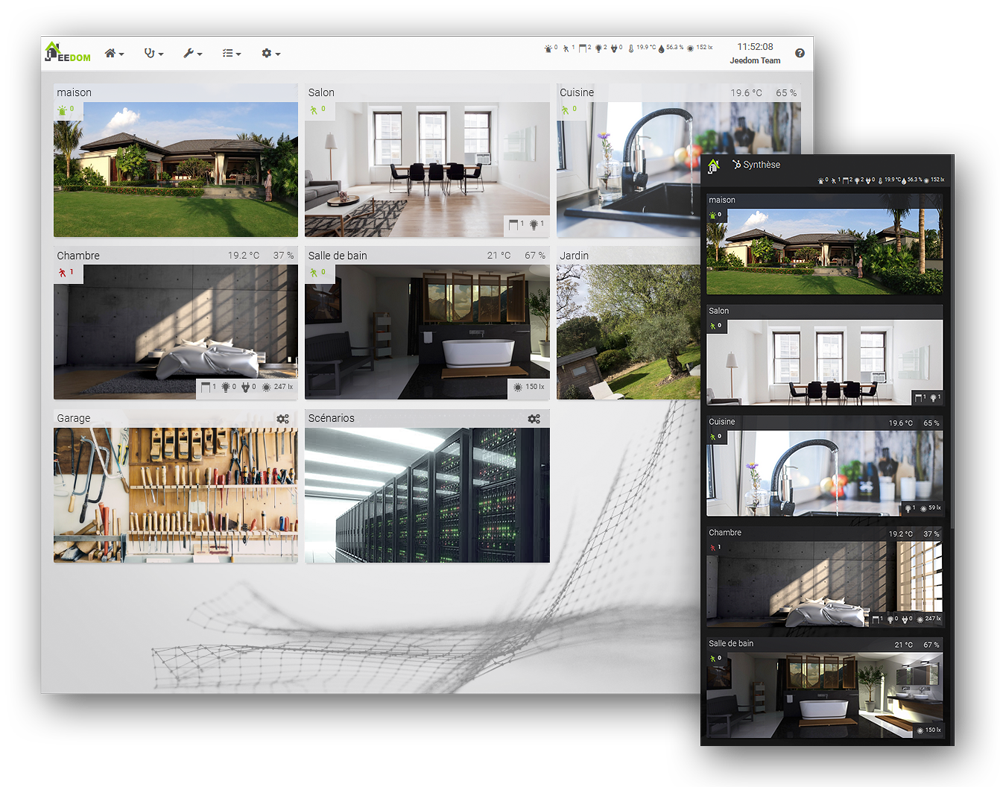 JEEDOM
0 1 2 2 0 19.9 °C 56.3 % 152 lx
11:52:08
Jeedom Team
maison
0
Salon
0
1 1
Cuisine 19.6 °C 65 %
0
Chambre 19.2 °C 37 %
1
1 0 0 247 lx
Salle de bain 21 °C 67 %
0
150 lx
Jardin
Garage
Scénarios
Synthèse
0 1 2 2 0 19.9 °C 56.3 % 152 lx
maison
0
Salon
0
1 1
Cuisine 19.6 °C 65 %
0
1 59 lx
Chambre 19.2 °C 37 %
1
1 0 0 247 lx
Salle de bain 21 °C 67 %
0
150 lx